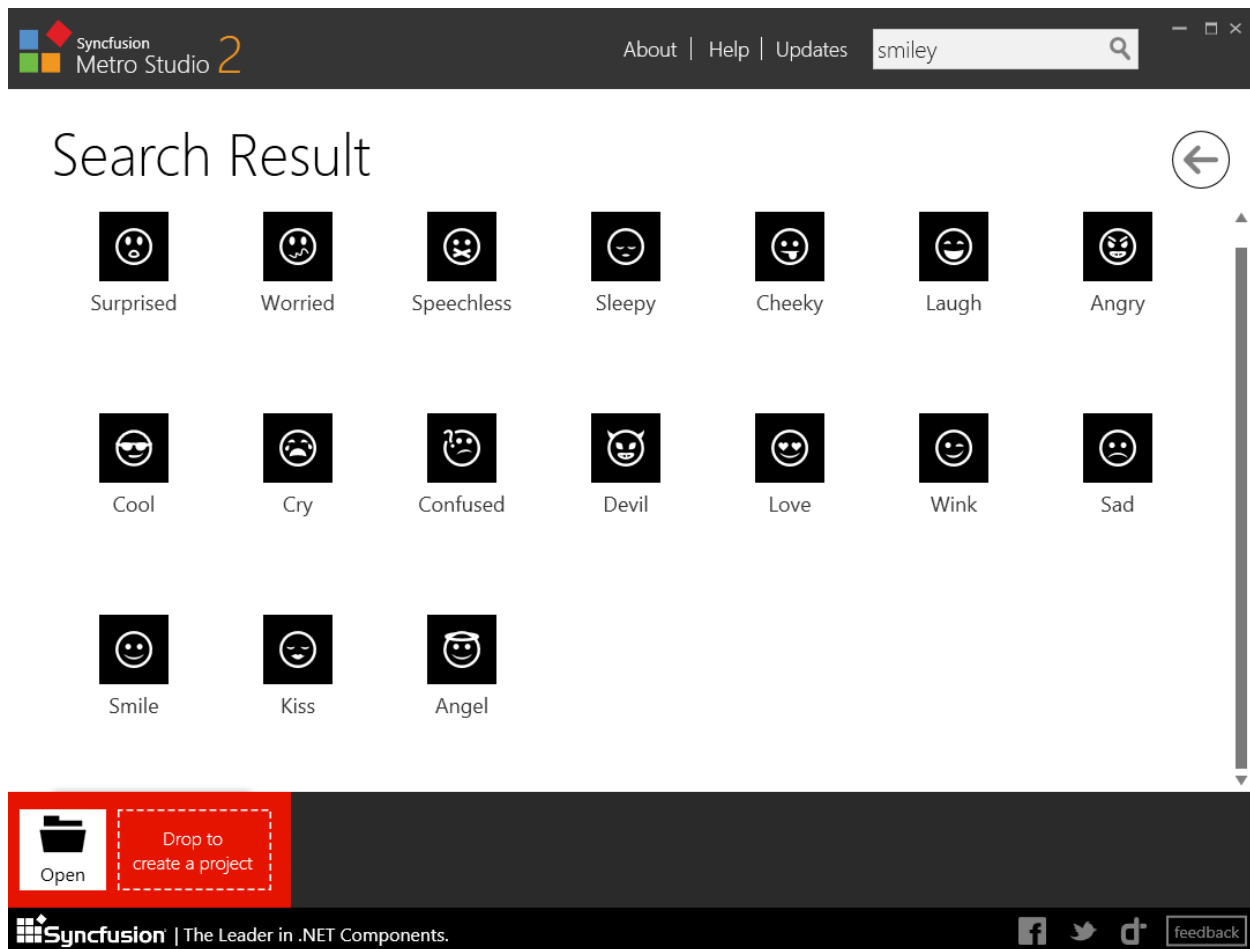 Syncfusion
Metro Studio 2
About | Help | Updates
smiley
Search Result
Surprised Worried Speechless Sleepy Cheeky Laugh Angry
Cool Cry Confused Devil Love Wink Sad
Smile Kiss Angel
Open
Drop to
create a project
Syncfusion | The Leader in .NET Components.
feedback